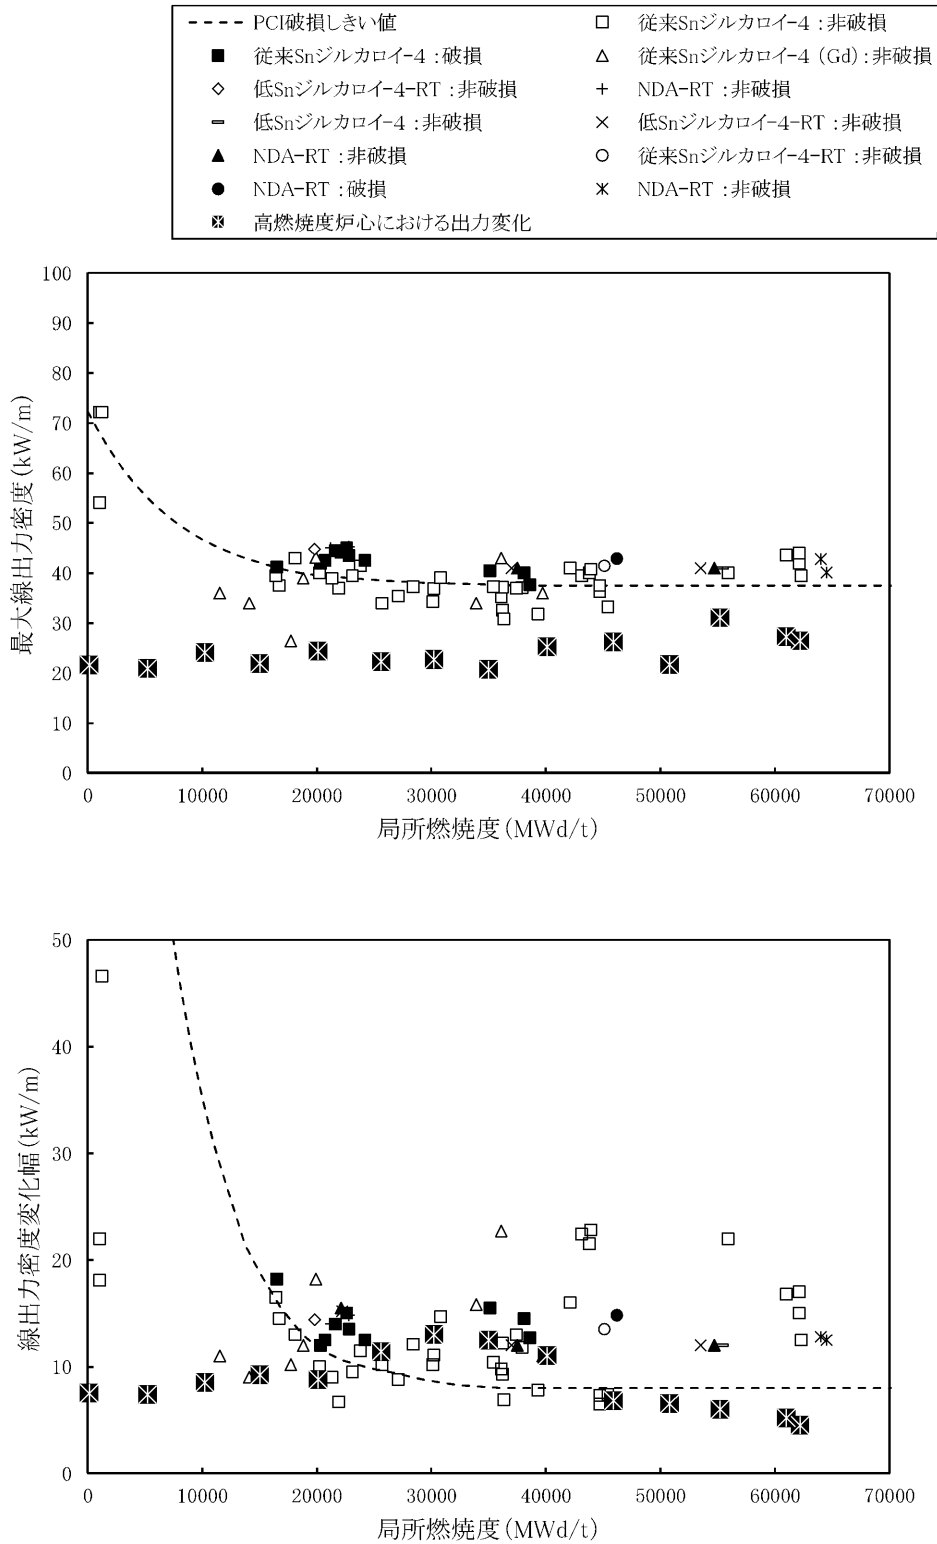 PCI破損しきい値
従来Snジルカロイ-4：非破損
従来Snジルカロイ-4：破損
従来Snジルカロイ-4（Gd）：非破損
低Snジルカロイ-4-RT：非破損
NDA-RT：非破損
低Snジルカロイ-4：非破損
低Snジルカロイ-4-RT：非破損
NDA-RT：非破損
従来Snジルカロイ-4-RT：非破損
NDA-RT：破損
NDA-RT：非破損
高燃焼度炉心における出力変化
最大線出力密度(kW/m)
100
90
80
70
60
50
40
30
20
10
0
0 10000 20000 30000 40000 50000 60000 70000
局所燃焼度(MWd/t)
線出力密度変化幅(kW/m)
50
40
30
20
10
0
0 10000 20000 30000 40000 50000 60000 70000
局所燃焼度(MWd/t)